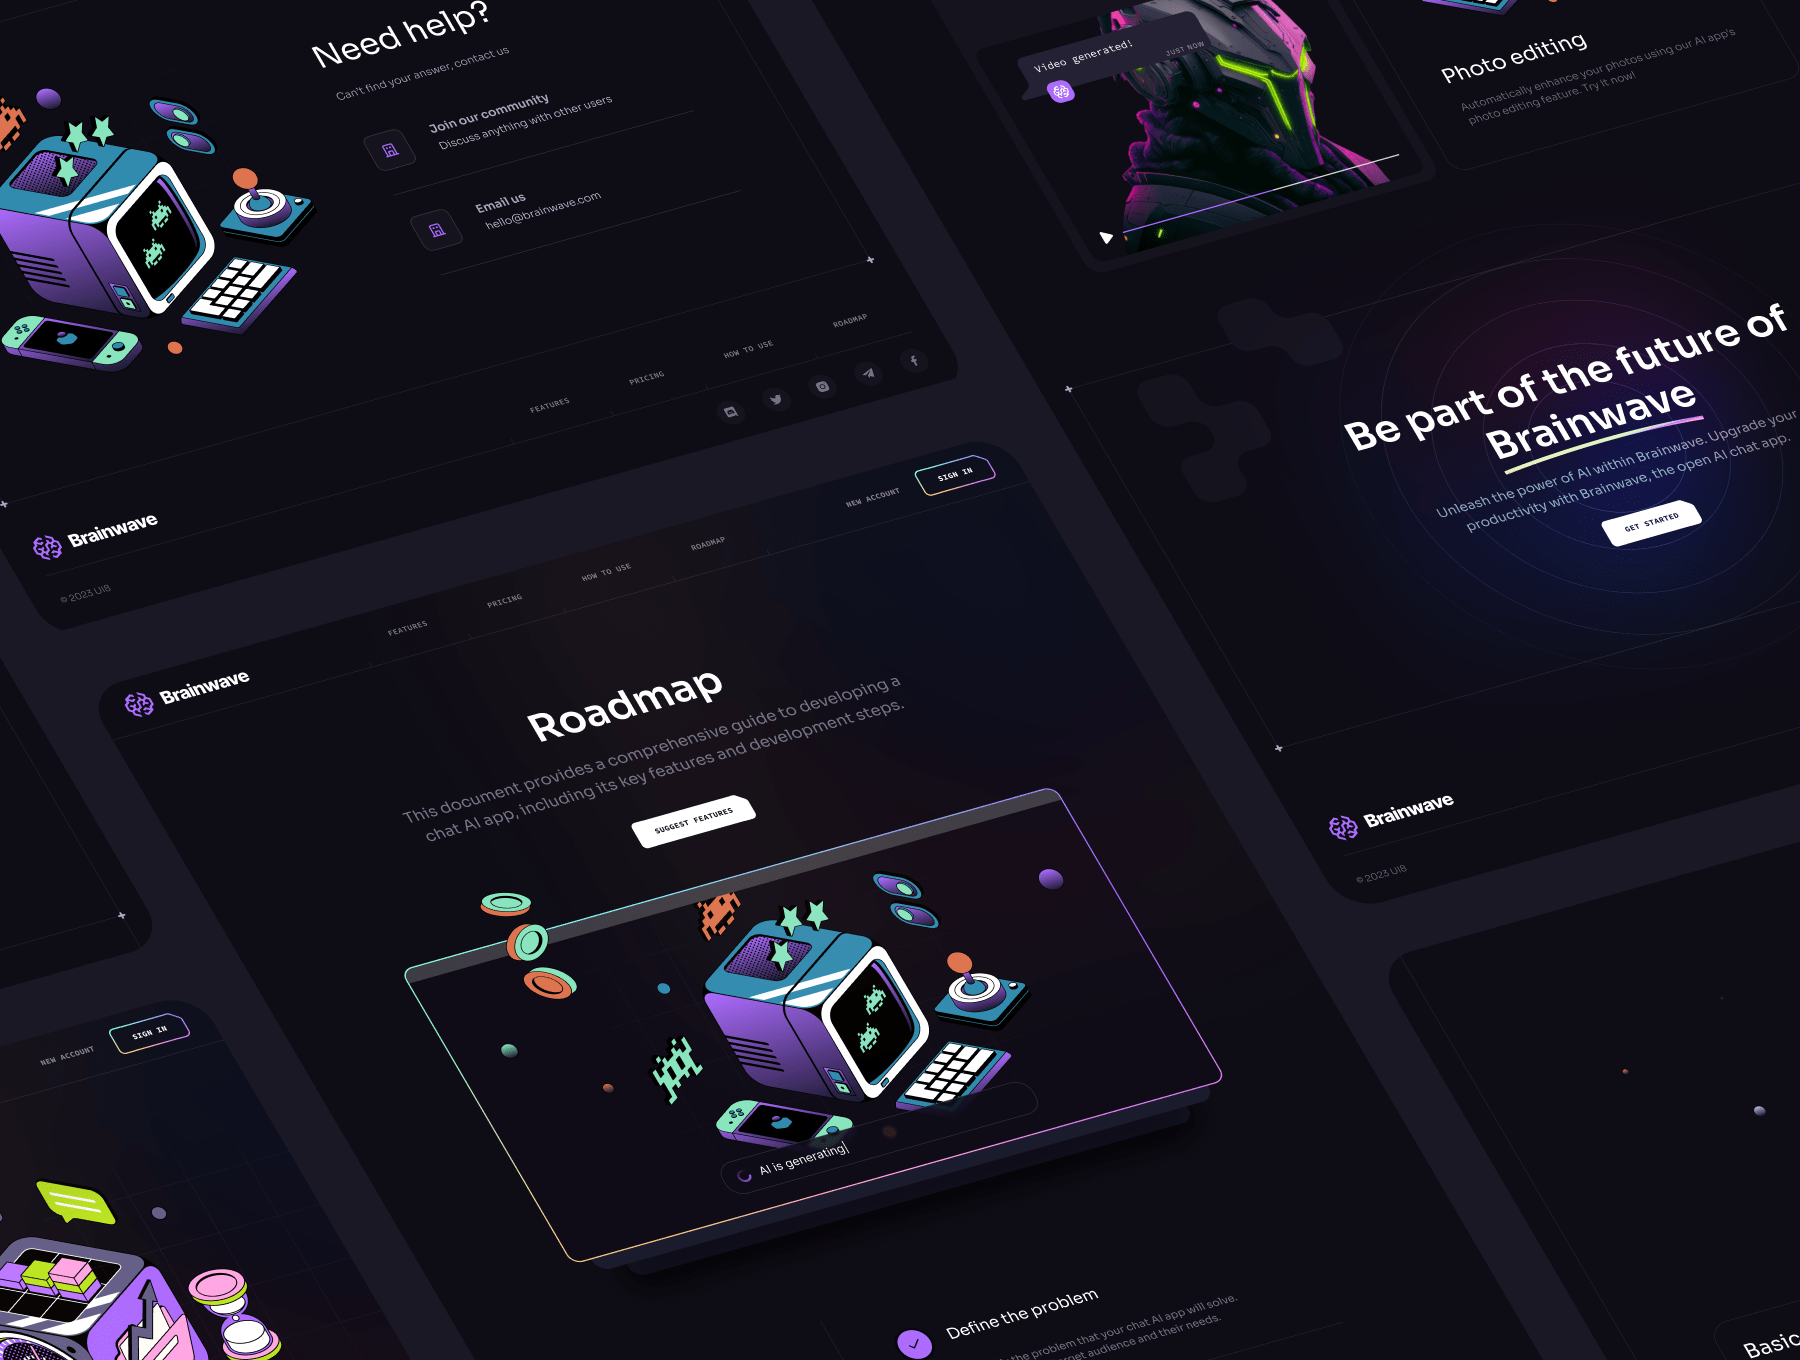 Need help?
Can't find your answer, contact us
Join our community
Discuss anything with other users
Email us
hello@brainwave.com
FEATURES
PRICING
HOW TO USE
ROADMAP
Brainwave
© 2023 UI8
Video generated!
JUST NOW
Photo editing
Automatically enhance your photos using our AI app's
photo editing feature. Try it now!
Be part of the future of
Brainwave
Unleash the power of AI within Brainwave. Upgrade your
productivity with Brainwave, the open AI chat app.
GET STARTED
Brainwave
© 2023 UI8
Brainwave
FEATURES
PRICING
HOW TO USE
ROADMAP
NEW ACCOUNT
SIGN IN
Roadmap
This document provides a comprehensive guide to developing a
chat AI app, including its key features and development steps.
SUGGEST FEATURES
AI is generating
Define the problem
the problem that your chat AI app will solve.
audience and their needs.
NEW ACCOUNT
SIGN IN
Basic